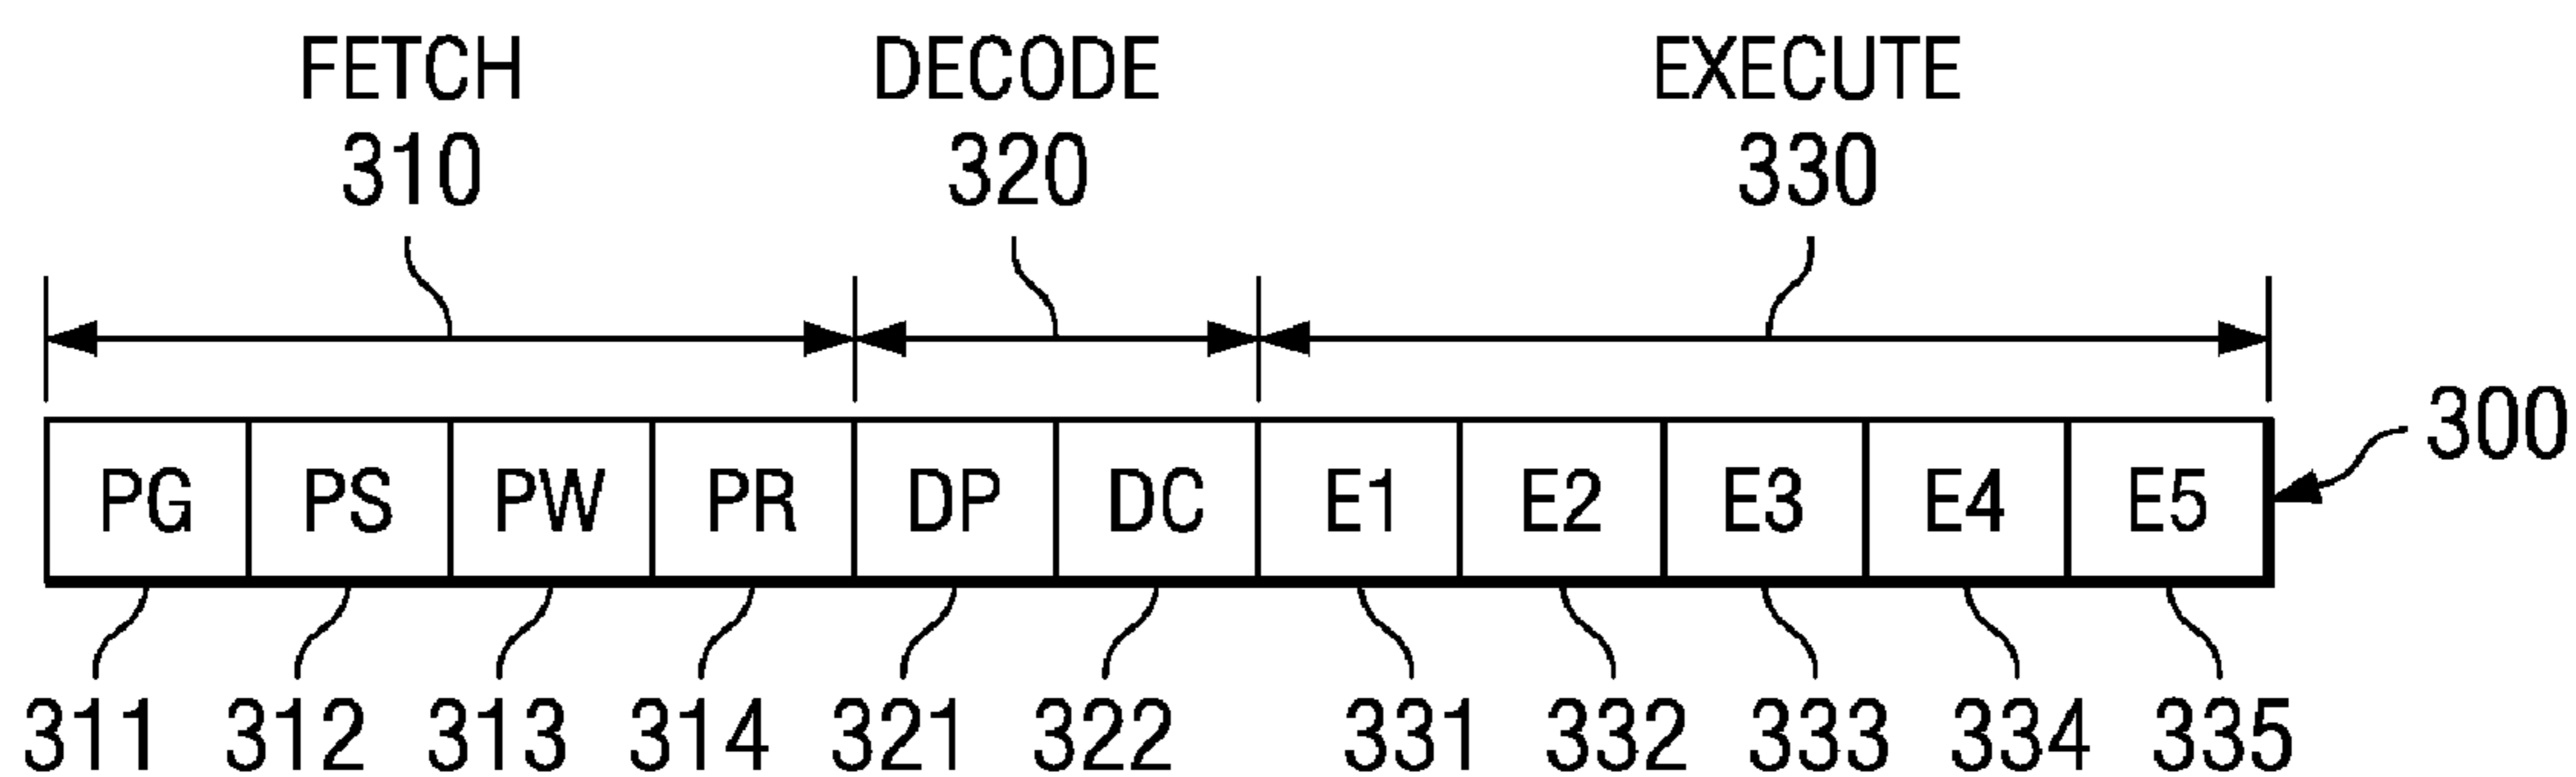 FETCH DECODE EXECUTE
310 320 330
300
PG PS PW PR DP DC E1 E2 E3 E4 E5
311 312 313 314 321 322 331 332 333 334 335